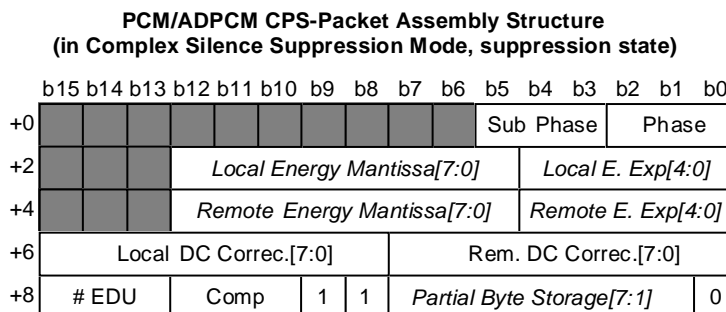 PCM/ADPCM CPS-Packet Assembly Structure
(in Complex Silence Suppression Mode, suppression state)
b15 b14 b13 b12 b11 b10 b9 b8 b7 b6 b5 b4 b3 b2 b1 b0
+0 Sub Phase Phase
+2 Local Energy Mantissa[7:0] Local E. Exp[4:0]
+4 Remote Energy Mantissa[7:0] Remote E. Exp[4:0]
+6 Local DC Correc.[7:0] Rem. DC Correc.[7:0]
+8 # EDU Comp 1 1 Partial Byte Storage[7:1] 0